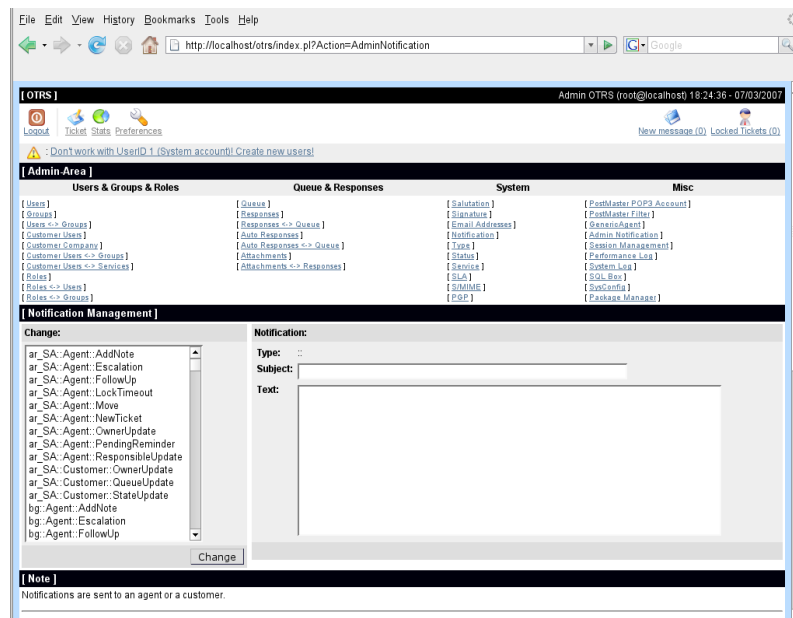 File Edit View History Bookmarks Tools Help
http://localhost/otrs/index.pl?Action=AdminNotification
G Google
[ OTRS ]
Admin OTRS (root@localhost) 18:24:36 - 07/03/2007
Logout Ticket Stats Preferences
New message (0) Locked Tickets (0)
: Don't work with UserID 1 (System account)! Create new users!
[ Admin-Area ]
Users & Groups & Roles
[ Users ]
[ Groups ]
[ Users <-> Groups ]
[ Customer Users ]
[ Customer Company ]
[ Customer Users <-> Groups ]
[ Customer Users <-> Services ]
[ Roles ]
[ Roles <-> Users ]
[ Roles <-> Groups ]
Queue & Responses
[ Queue ]
[ Responses ]
[ Responses <-> Queue ]
[ Auto Responses ]
[ Auto Responses <-> Queue ]
[ Attachments ]
[ Attachments <-> Responses ]
System
[ Salutation ]
[ Signature ]
[ Email Addresses ]
[ Notification ]
[ Type ]
[ Status ]
[ Service ]
[ SLA ]
[ S/MIME ]
[ PGP ]
Misc
[ PostMaster POP3 Account ]
[ PostMaster Filter ]
[ GenericAgent ]
[ Admin Notification ]
[ Session Management ]
[ Performance Log ]
[ System Log ]
[ SQL Box ]
[ SysConfig ]
[ Package Manager ]
[ Notification Management ]
Change:
ar_SA::Agent::AddNote
ar_SA::Agent::Escalation
ar_SA::Agent::FollowUp
ar_SA::Agent::LockTimeout
ar_SA::Agent::Move
ar_SA::Agent::NewTicket
ar_SA::Agent::OwnerUpdate
ar_SA::Agent::PendingReminder
ar_SA::Agent::ResponsibleUpdate
ar_SA::Customer::OwnerUpdate
ar_SA::Customer::QueueUpdate
ar_SA::Customer::StateUpdate
bg::Agent::AddNote
bg::Agent::Escalation
bg::Agent::FollowUp
Change
Notification:
Type: ::
Subject:
Text:
[ Note ]
Notifications are sent to an agent or a customer.